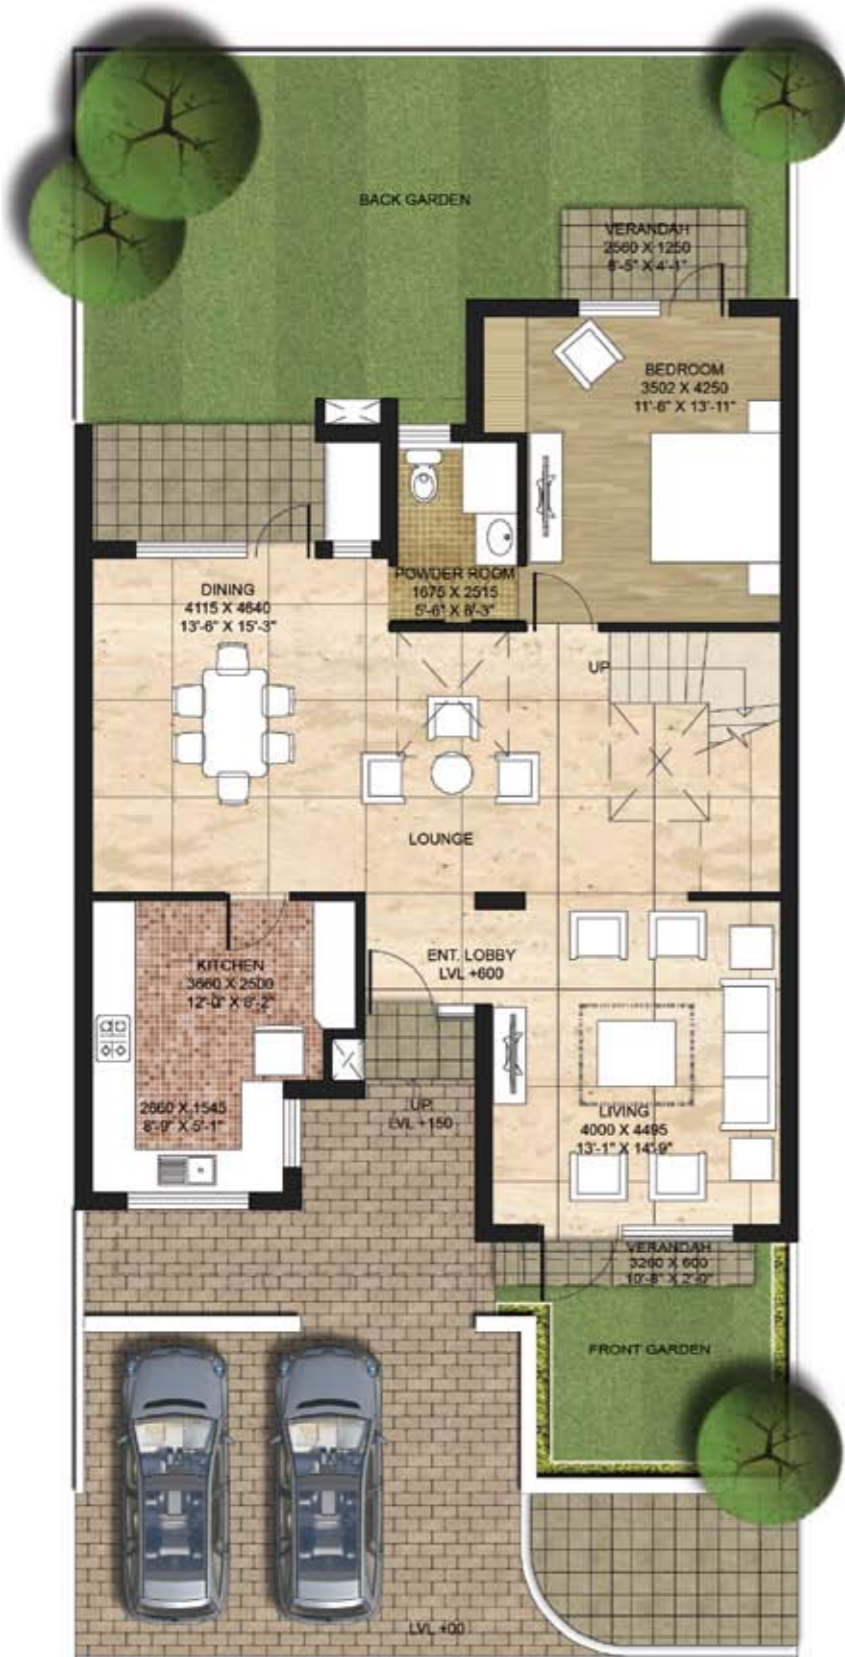 BACK GARDEN
VERANDAH
2560 X 1250
8'-5" X 4'-1"
BEDROOM
3502 X 4250
11'-6" X 13'-11"
POWDER ROOM
1675 X 2515
5'-6" X 8'-3"
DINING
4115 X 4640
13'-6" X 15'-3"
UP
LOUNGE
ENT. LOBBY
LVL +600
KITCHEN
3660 X 2500
12'-0" X 8'-2"
2660 X 1545
8'-9" X 5'-1"
UP
LVL +150
LIVING
4000 X 4495
13'-1" X 14'-9"
VERANDAH
3260 X 600
10'-8" X 2'-0"
FRONT GARDEN
LVL +00